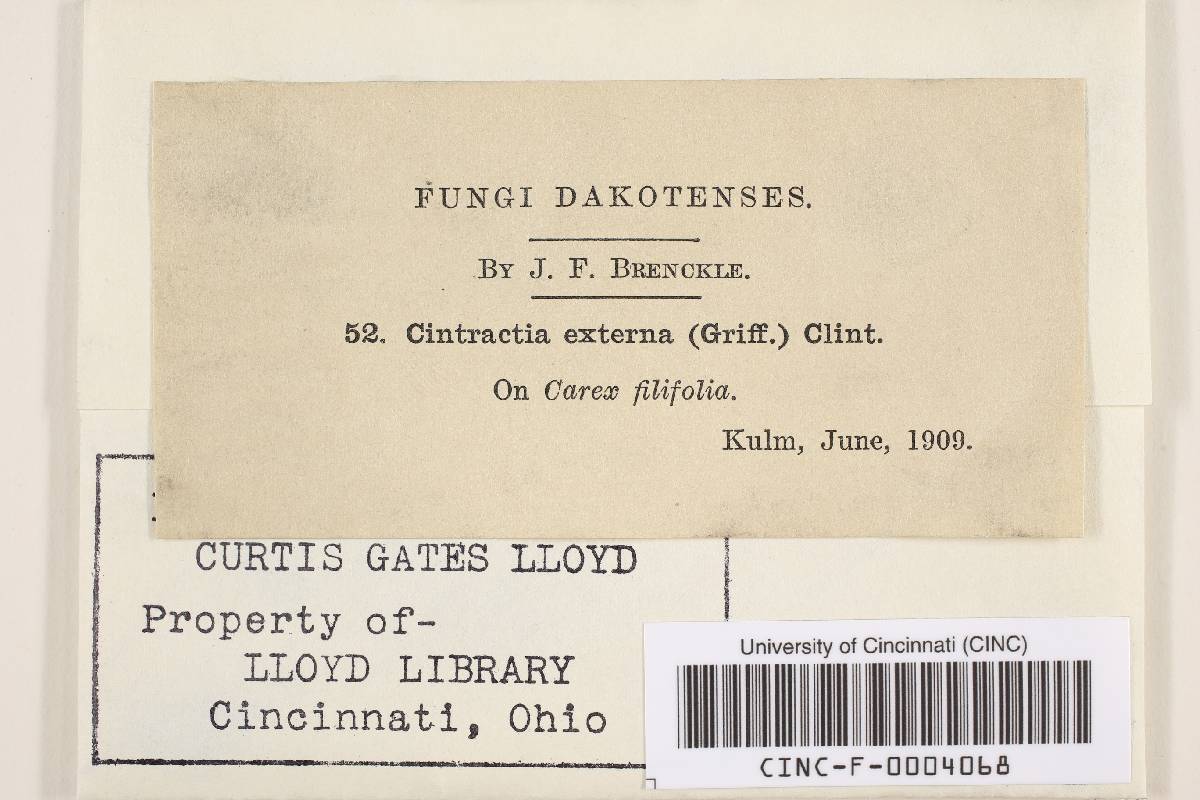 FUNGI DAKOTENSES.
BY J. F. BRENCKLE.
52. Cintractia externa (Griff.) Clint.
On Carex filifolia.
Kulm, June, 1909.
CURTIS GATES LLOYD
Property of-
LLOYD LIBRARY
Cincinnati, Ohio
University of Cincinnati (CINC)
CINC-F-0004068